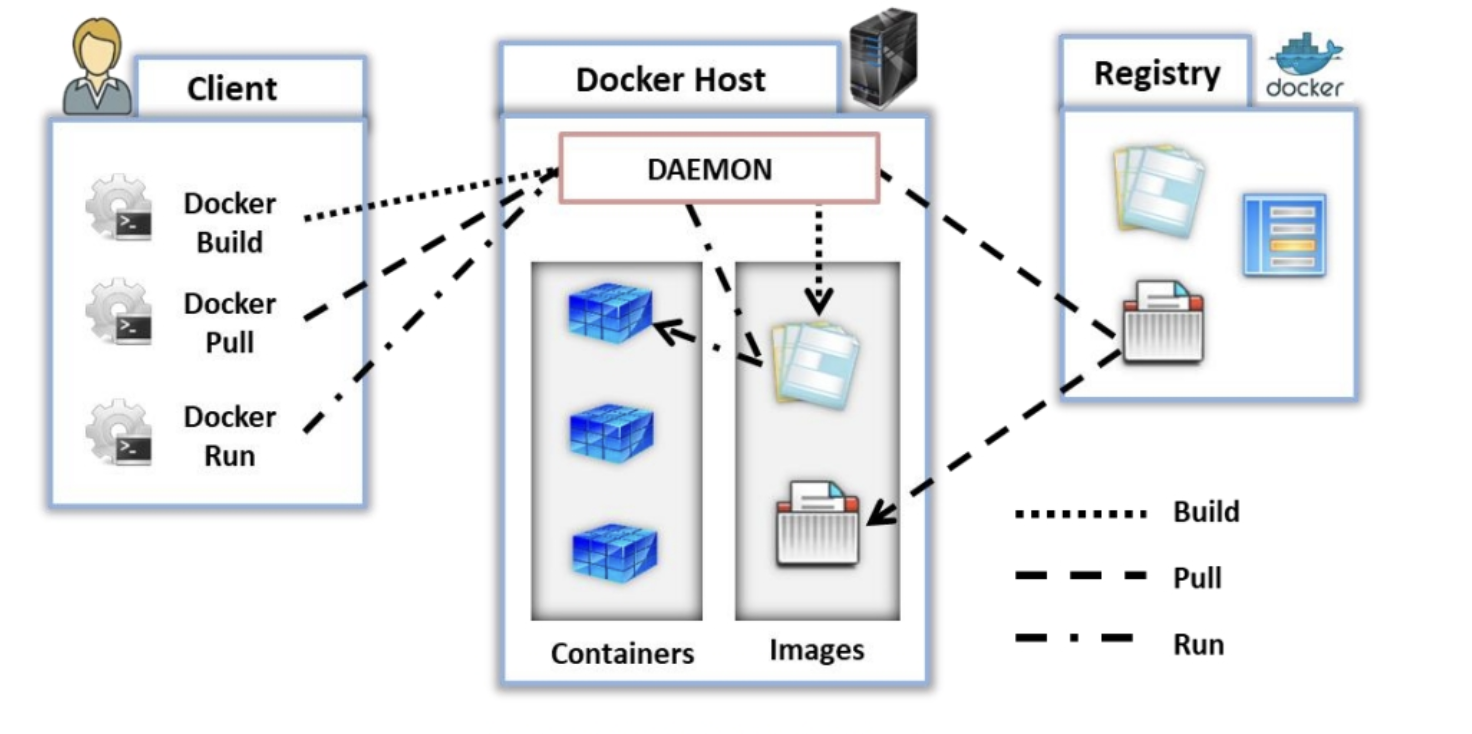 Client
Docker
Build
Docker
Pull
Docker
Run
Docker Host
DAEMON
Containers
Images
Registry
docker
Build
Pull
Run